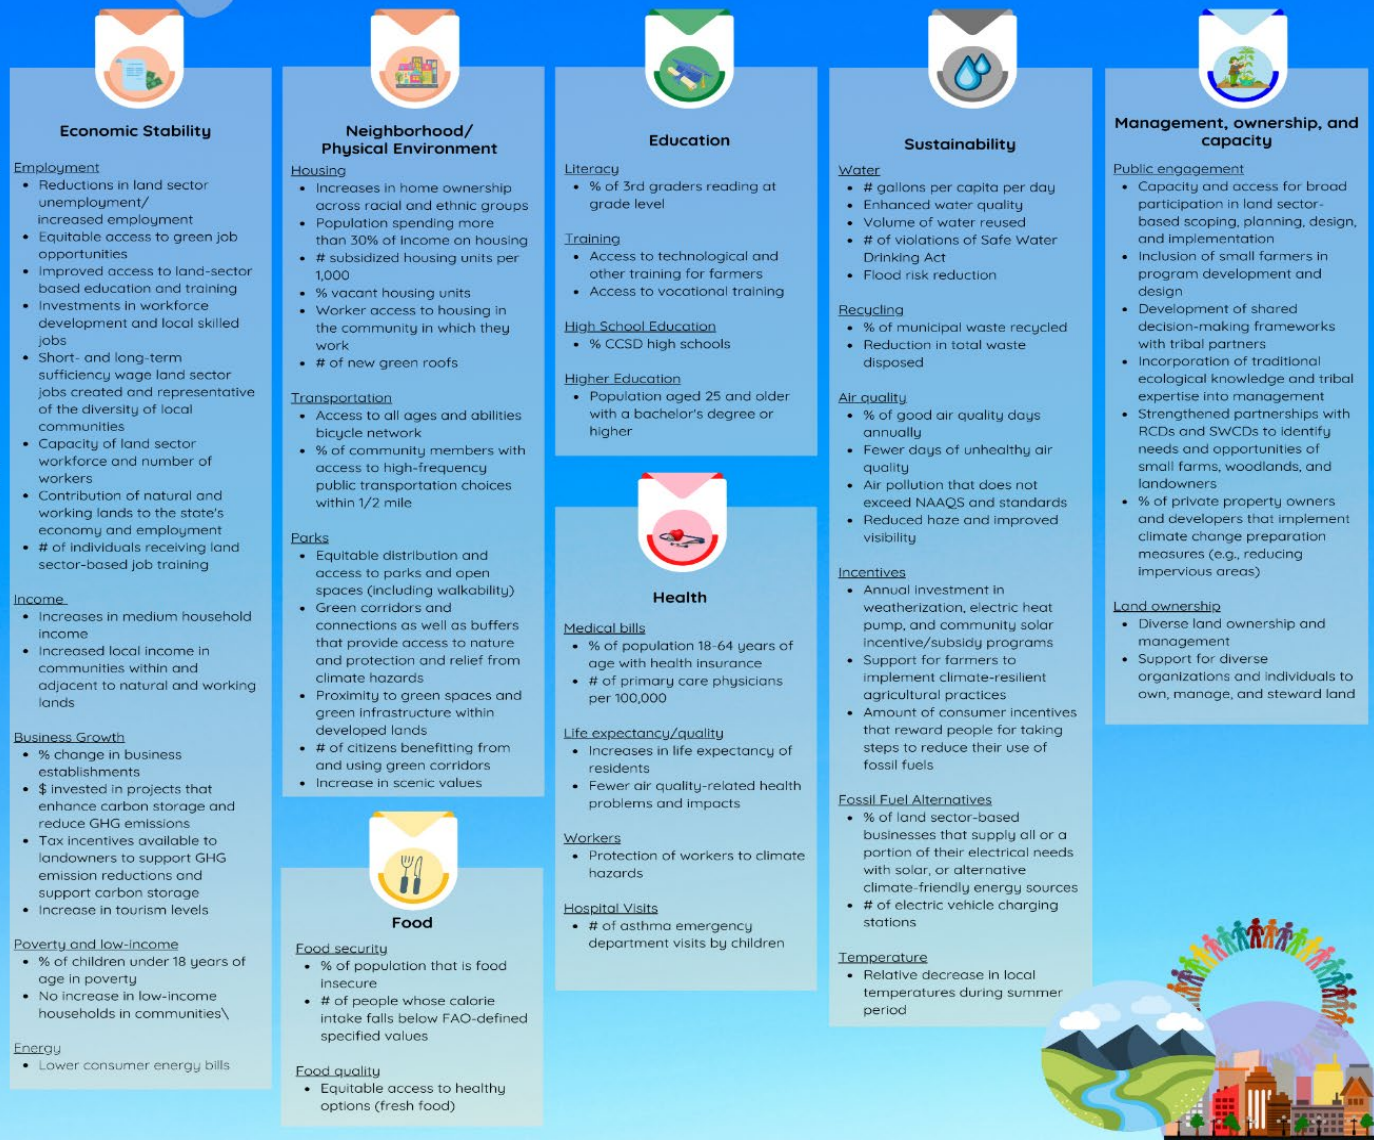 Economic Stability
Employment
• Reductions in land sector
unemployment/
increased employment
• Equitable access to green job
opportunities
• Improved access to land-sector
based education and training
• Investments in workforce
development and local skilled
jobs
• Short- and long-term
sufficiency wage land sector
jobs created and representative
of the diversity of local
communities
• Capacity of land sector
workforce and number of
workers
• Contribution of natural and
working lands to the state's
economy and employment
• # of individuals receiving land
sector-based job training
Income
• Increases in medium household
income
• Increased local income in
communities within and
adjacent to natural and working
lands
Business Growth
• % change in business
establishments
• $ invested in projects that
enhance carbon storage and
reduce GHG emissions
• Tax incentives available to
landowners to support GHG
emission reductions and
support carbon storage
• Increase in tourism levels
Poverty and low-income
• % of children under 18 years of
age in poverty
• No increase in low-income
households in communities\
Energy
• Lower consumer energy bills
Neighborhood/
Physical Environment
Housing
• Increases in home ownership
across racial and ethnic groups
• Population spending more
than 30% of income on housing
• # subsidized housing units per
1,000
• % vacant housing units
• Worker access to housing in
the community in which they
work
• # of new green roofs
Transportation
• Access to all ages and abilities
bicycle network
• % of community members with
access to high-frequency
public transportation choices
within 1/2 mile
Parks
• Equitable distribution and
access to parks and open
spaces (including walkability)
• Green corridors and
connections as well as buffers
that provide access to nature
and protection and relief from
climate hazards
• Proximity to green spaces and
green infrastructure within
developed lands
• # of citizens benefitting from
and using green corridors
• Increase in scenic values
Food
Food security
• % of population that is food
insecure
• # of people whose calorie
intake falls below FAO-defined
specified values
Food quality
• Equitable access to healthy
options (fresh food)
Education
Literacy
• % of 3rd graders reading at
grade level
Training
• Access to technological and
other training for farmers
• Access to vocational training
High School Education
• % CCSD high schools
Higher Education
• Population aged 25 and older
with a bachelor's degree or
higher
Health
Medical bills
• % of population 18-64 years of
age with health insurance
• # of primary care physicians
per 100,000
Life expectancy/quality
• Increases in life expectancy of
residents
• Fewer air quality-related health
problems and impacts
Workers
• Protection of workers to climate
hazards
Hospital Visits
• # of asthma emergency
department visits by children
Sustainability
Water
• # gallons per capita per day
• Enhanced water quality
• Volume of water reused
• # of violations of Safe Water
Drinking Act
• Flood risk reduction
Recycling
• % of municipal waste recycled
• Reduction in total waste
disposed
Air quality
• % of good air quality days
annually
• Fewer days of unhealthy air
quality
• Air pollution that does not
exceed NAAQS and standards
• Reduced haze and improved
visibility
Incentives
• Annual investment in
weatherization, electric heat
pump, and community solar
incentive/subsidy programs
• Support for farmers to
implement climate-resilient
agricultural practices
• Amount of consumer incentives
that reward people for taking
steps to reduce their use of
fossil fuels
Fossil Fuel Alternatives
• % of land sector-based
businesses that supply all or a
portion of their electrical needs
with solar, or alternative
climate-friendly energy sources
• # of electric vehicle charging
stations
Temperature
• Relative decrease in local
temperatures during summer
period
Management, ownership, and
capacity
Public engagement
• Capacity and access for broad
participation in land sector-
based scoping, planning, design,
and implementation
• Inclusion of small farmers in
program development and
design
• Development of shared
decision-making frameworks
with tribal partners
• Incorporation of traditional
ecological knowledge and tribal
expertise into management
• Strengthened partnerships with
RCDs and SWCDs to identify
needs and opportunities of
small farms, woodlands, and
landowners
• % of private property owners
and developers that implement
climate change preparation
measures (e.g., reducing
impervious areas)
Land ownership
• Diverse land ownership and
management
• Support for diverse
organizations and individuals to
own, manage, and steward land